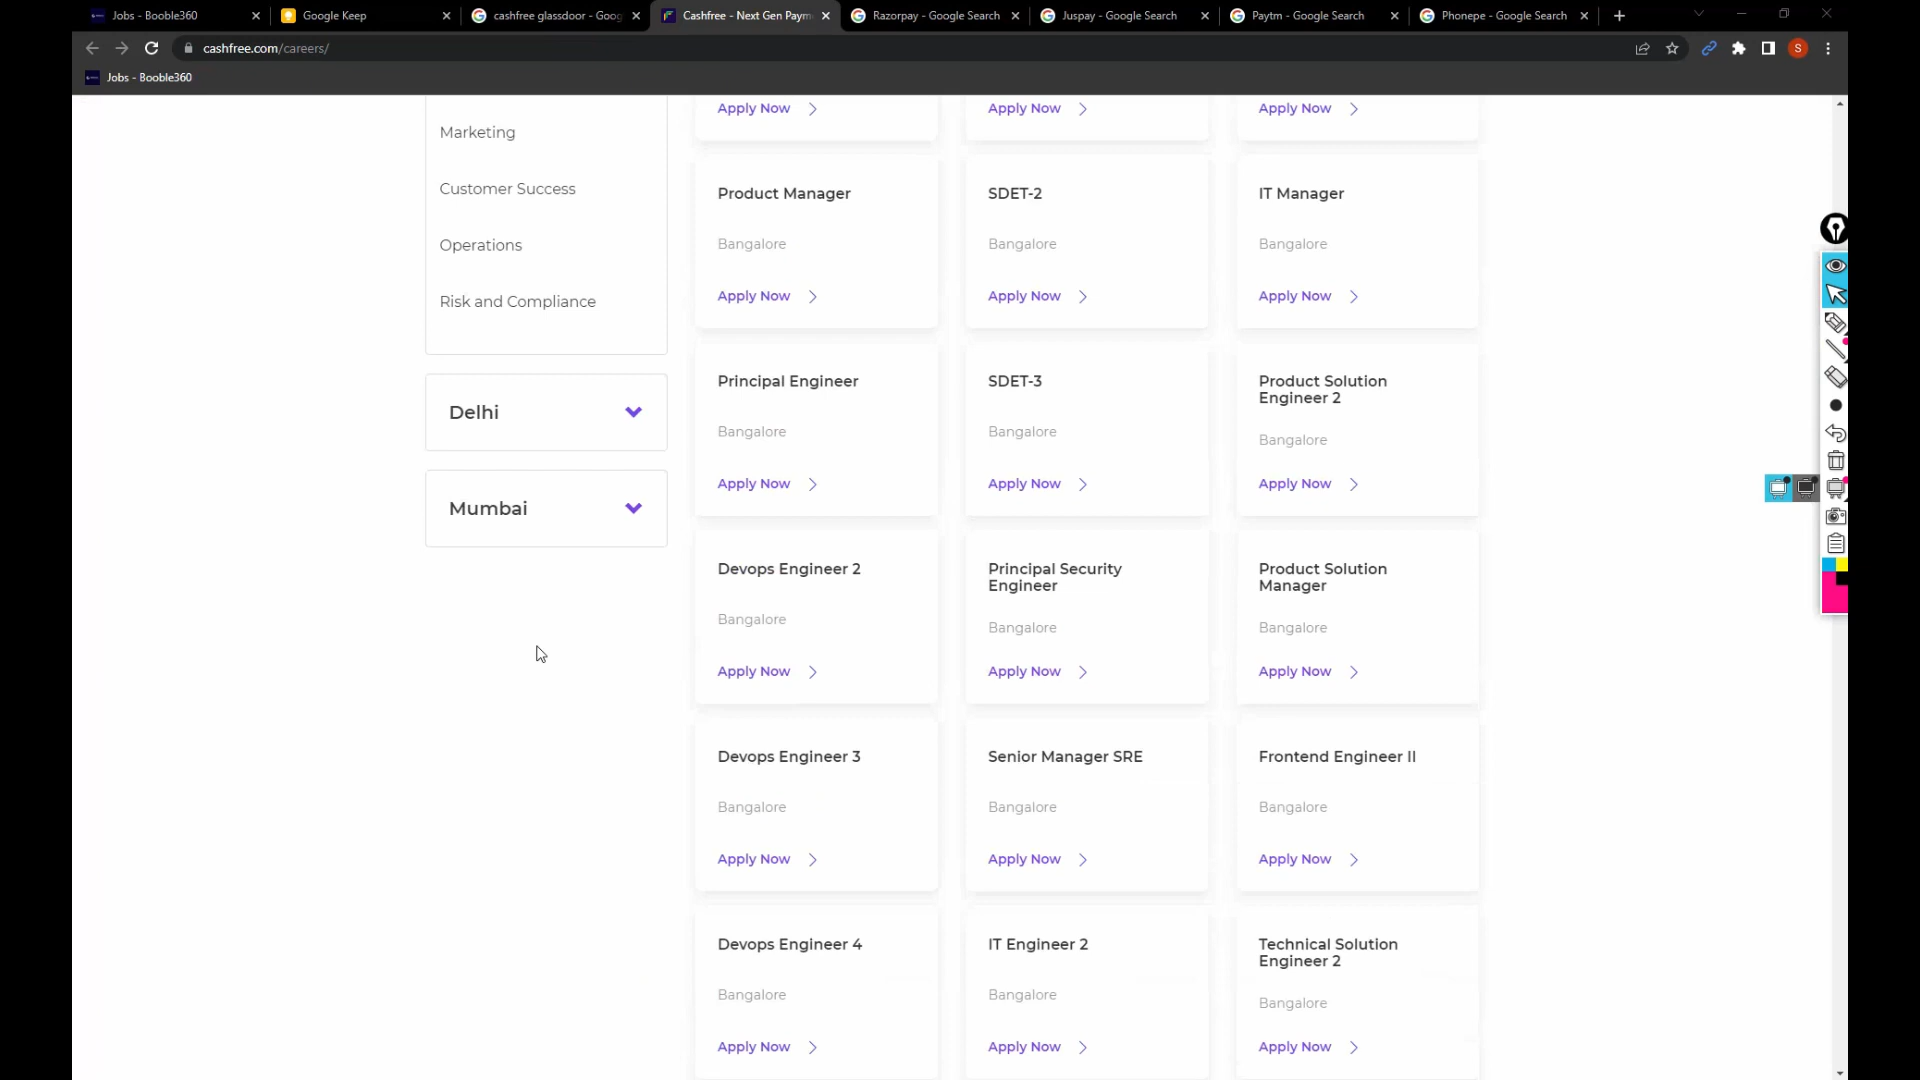 Jobs - Booble360
Google Keep
cashfree glassdoor - Goog
Cashfree - Next Gen Paym
Razorpay - Google Search
Juspay - Google Search
Paytm - Google Search
Phonepe - Google Search
cashfree.com/careers/
S
Jobs - Booble360
Marketing
Customer Success
Operations
Risk and Compliance
Delhi
Mumbai
Apply Now
Apply Now
Apply Now
Product Manager
Bangalore
Apply Now
SDET-2
Bangalore
Apply Now
IT Manager
Bangalore
Apply Now
Principal Engineer
Bangalore
Apply Now
SDET-3
Bangalore
Apply Now
Product Solution
Engineer 2
Bangalore
Apply Now
Devops Engineer 2
Bangalore
Apply Now
Principal Security
Engineer
Bangalore
Apply Now
Product Solution
Manager
Bangalore
Apply Now
Devops Engineer 3
Bangalore
Apply Now
Senior Manager SRE
Bangalore
Apply Now
Frontend Engineer II
Bangalore
Apply Now
Devops Engineer 4
Bangalore
Apply Now
IT Engineer 2
Bangalore
Apply Now
Technical Solution
Engineer 2
Bangalore
Apply Now